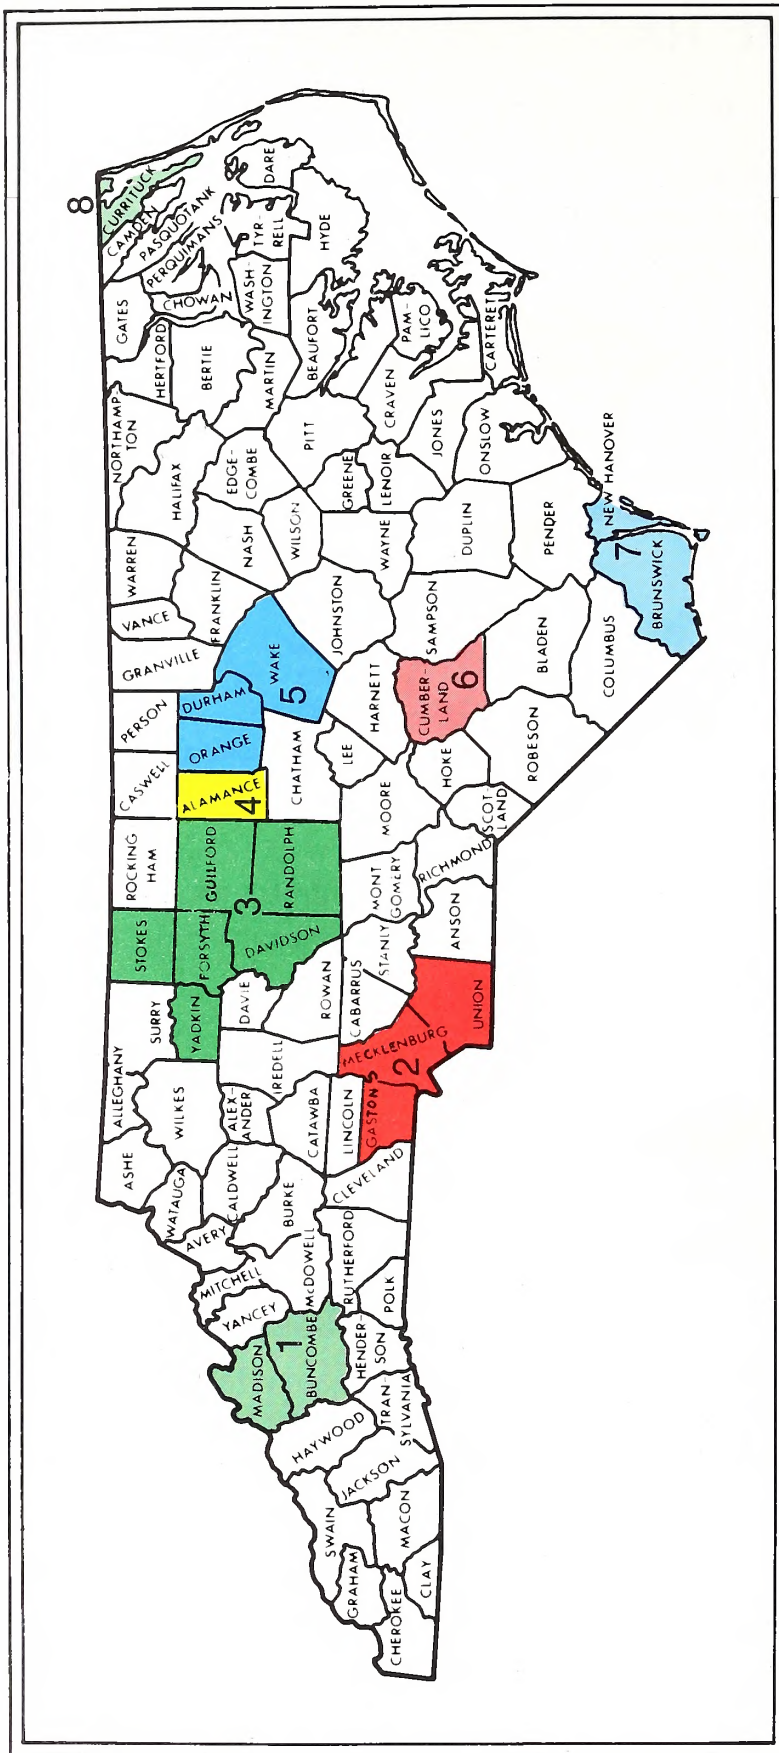 CHEROKEE
GRAHAM
CLAY
SWAIN
MACON
JACKSON
HAYWOOD
TRAN-
SYLVANIA
MADISON
BUNCOMBE
1
HENDER-
SON
YANCEY
MITCHELL
McDOWELL
RUTHERFORD
POLK
AVERY
WATAUGA
BURKE
CALDWELL
CLEVELAND
ASHE
ALLEGHANY
WILKES
ALEX-
ANDER
CATAWBA
LINCOLN
GASTON
2
MECKLENBURG
UNION
IREDELL
SURRY
YADKIN
DAVIE
ROWAN
CABARRUS
STANLY
ANSON
STOKES
FORSYTH
DAVIDSON
3
ROCKING
HAM
GUILFORD
RANDOLPH
MONT
GOMERY
RICHMOND
CASWELL
ALAMANCE
4
CHATHAM
MOORE
SCOT-
LAND
HOKE
LEE
PERSON
ORANGE
DURHAM
WAKE
5
HARNETT
CUMBER-
LAND
6
ROBESON
GRANVILLE
VANCE
FRANKLIN
WARREN
JOHNSTON
SAMPSON
BLADEN
COLUMBUS
BRUNSWICK
7
NEW HANOVER
PENDER
DUPLIN
WAYNE
WILSON
NASH
HALIFAX
NORTHAMP
TON
EDGE-
COMBE
PITT
GREENE
LENOIR
JONES
ONSLOW
CRAVEN
CARTERET
PAM-
LICO
BEAUFORT
MARTIN
BERTIE
HERTFORD
GATES
CHOWAN
WASH-
INGTON
TYR-
RELL
HYDE
DARE
PERQUIMANS
PASQUOTANK
CAMDEN
CURRITUCK
8